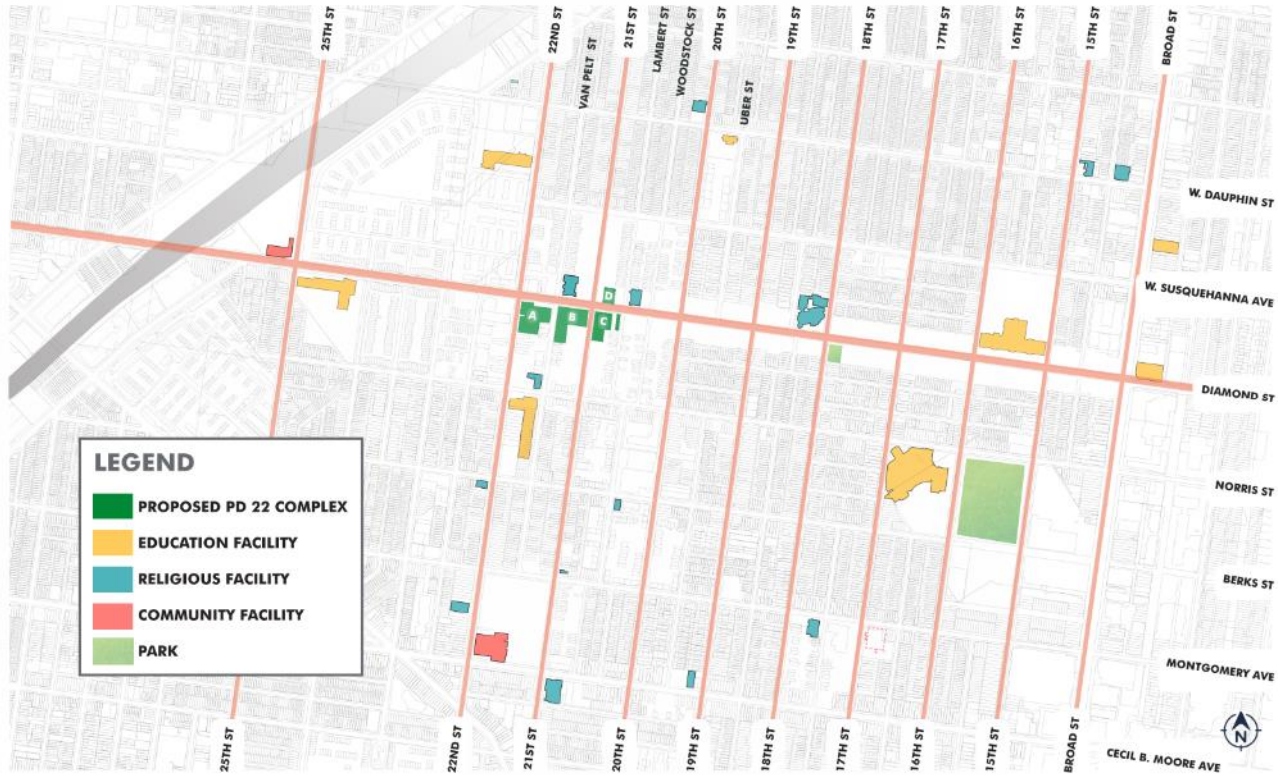 25TH ST
22ND ST
VAN PELT ST
21ST ST
LAMBERT ST
WOODSTOCK ST
20TH ST
UBER ST
19TH ST
18TH ST
17TH ST
16TH ST
15TH ST
BROAD ST
W. DAUPHIN ST
W. SUSQUEHANNA AVE
DIAMOND ST
NORRIS ST
BERKS ST
MONTGOMERY AVE
CECIL B. MOORE AVE
A
B
C
D
LEGEND
PROPOSED PD 22 COMPLEX
EDUCATION FACILITY
RELIGIOUS FACILITY
COMMUNITY FACILITY
PARK
25TH ST
22ND ST
21ST ST
20TH ST
19TH ST
18TH ST
17TH ST
16TH ST
15TH ST
BROAD ST
N